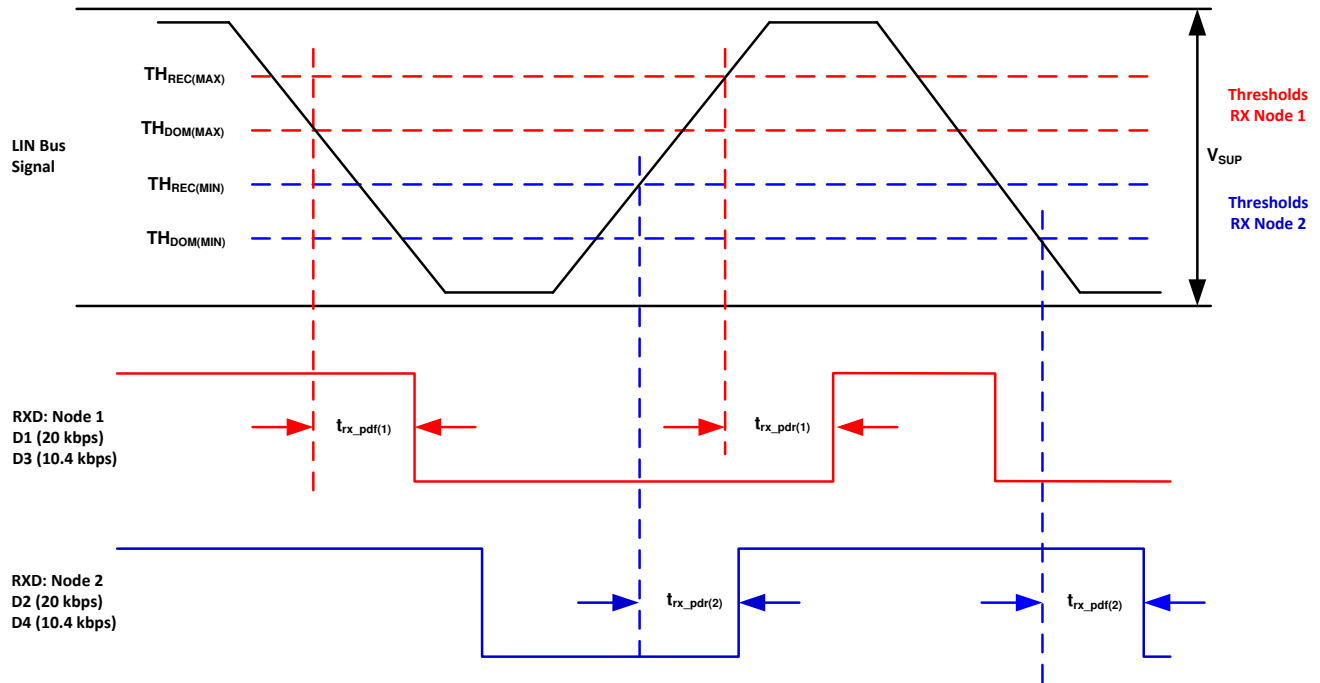 TH_REC(MAX)
TH_DOM(MAX)
TH_REC(MIN)
TH_DOM(MIN)
LIN Bus
Signal
Thresholds
RX Node 1
V_SUP
Thresholds
RX Node 2
RXD: Node 1
D1 (20 kbps)
D3 (10.4 kbps)
t_rx_pdf(1)
t_rx_pdr(1)
RXD: Node 2
D2 (20 kbps)
D4 (10.4 kbps)
t_rx_pdr(2)
t_rx_pdf(2)